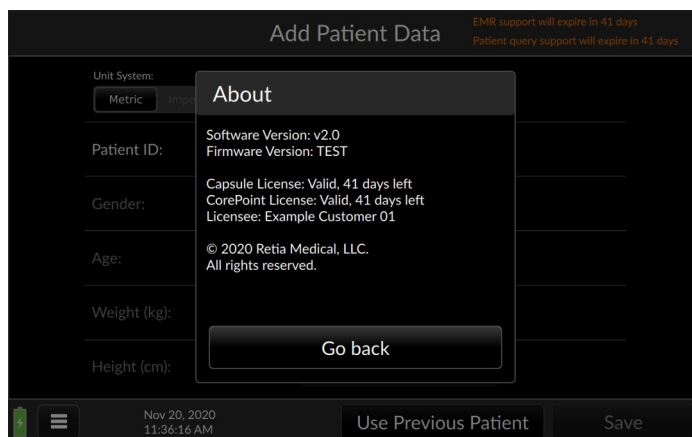 Add Patient Data
EMR support will expire in 41 days
Patient query support will expire in 41 days
Unit System:
Metric
About
Software Version: v2.0
Firmware Version: TEST
Capsule License: Valid, 41 days left
CorePoint License: Valid, 41 days left
Licensee: Example Customer 01
© 2020 Retia Medical, LLC.
All rights reserved.
Go back
Patient ID:
Gender:
Age:
Weight (kg):
Height (cm):
Nov 20, 2020
11:36:16 AM
Use Previous Patient
Save